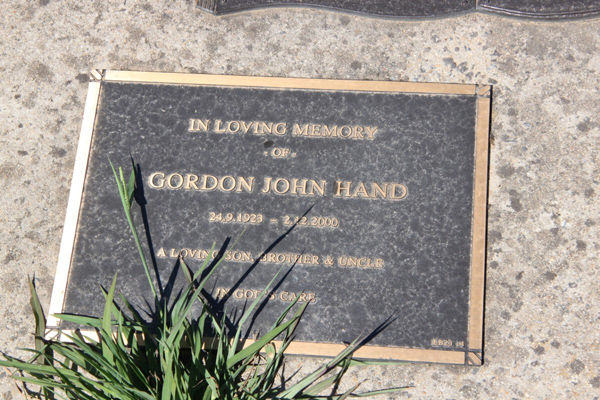 IN LOVING MEMORY
- OF -
GORDON JOHN HAND
24.9.1923 - 2.12.2000
A LOVING SON, BROTHER & UNCLE
IN GOD'S CARE